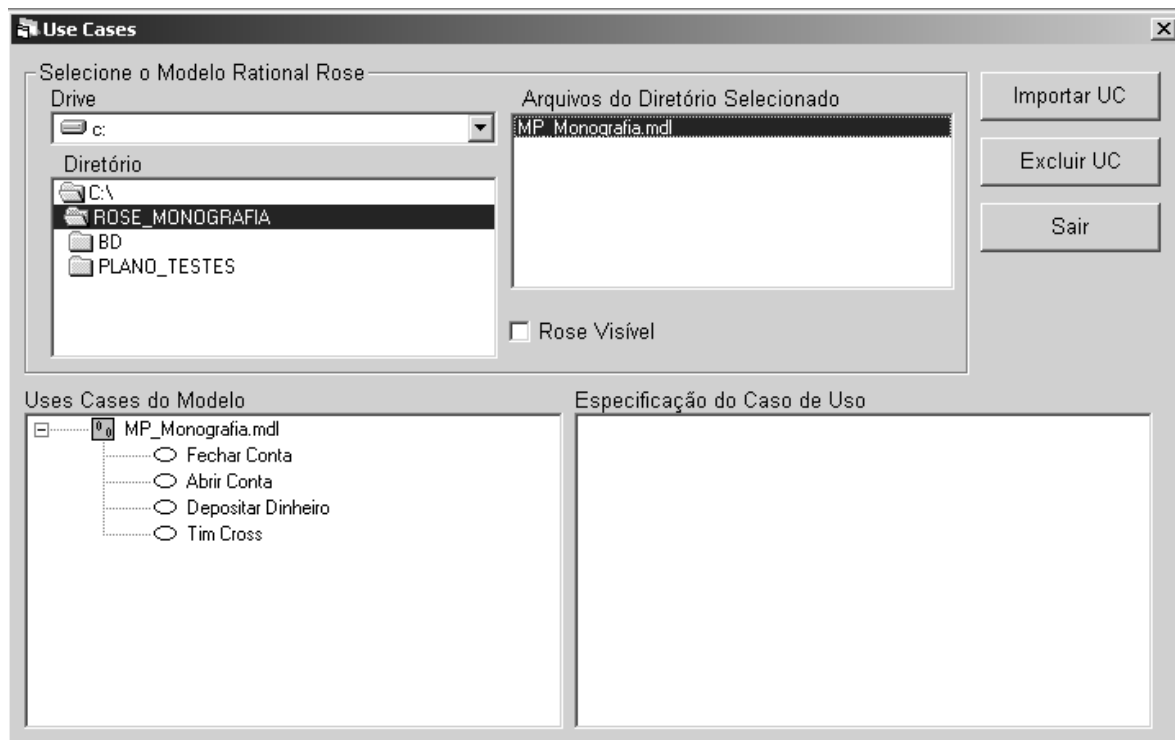 Use Cases
Selecione o Modelo Rational Rose
Drive
c:
Diretório
C:\
ROSE_MONOGRAFIA
BD
PLANO_TESTES
Arquivos do Diretório Selecionado
MP_Monografia.mdl
Rose Visível
Importar UC
Excluir UC
Sair
Uses Cases do Modelo
MP_Monografia.mdl
Fechar Conta
Abrir Conta
Depositar Dinheiro
Tim Cross
Especificação do Caso de Uso